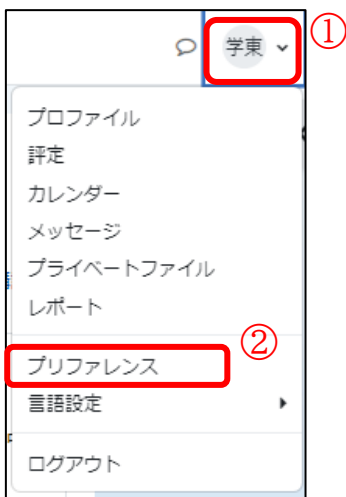 学東
①
プロファイル
評定
カレンダー
メッセージ
プライベートファイル
レポート
②
プリファレンス
言語設定
ログアウト